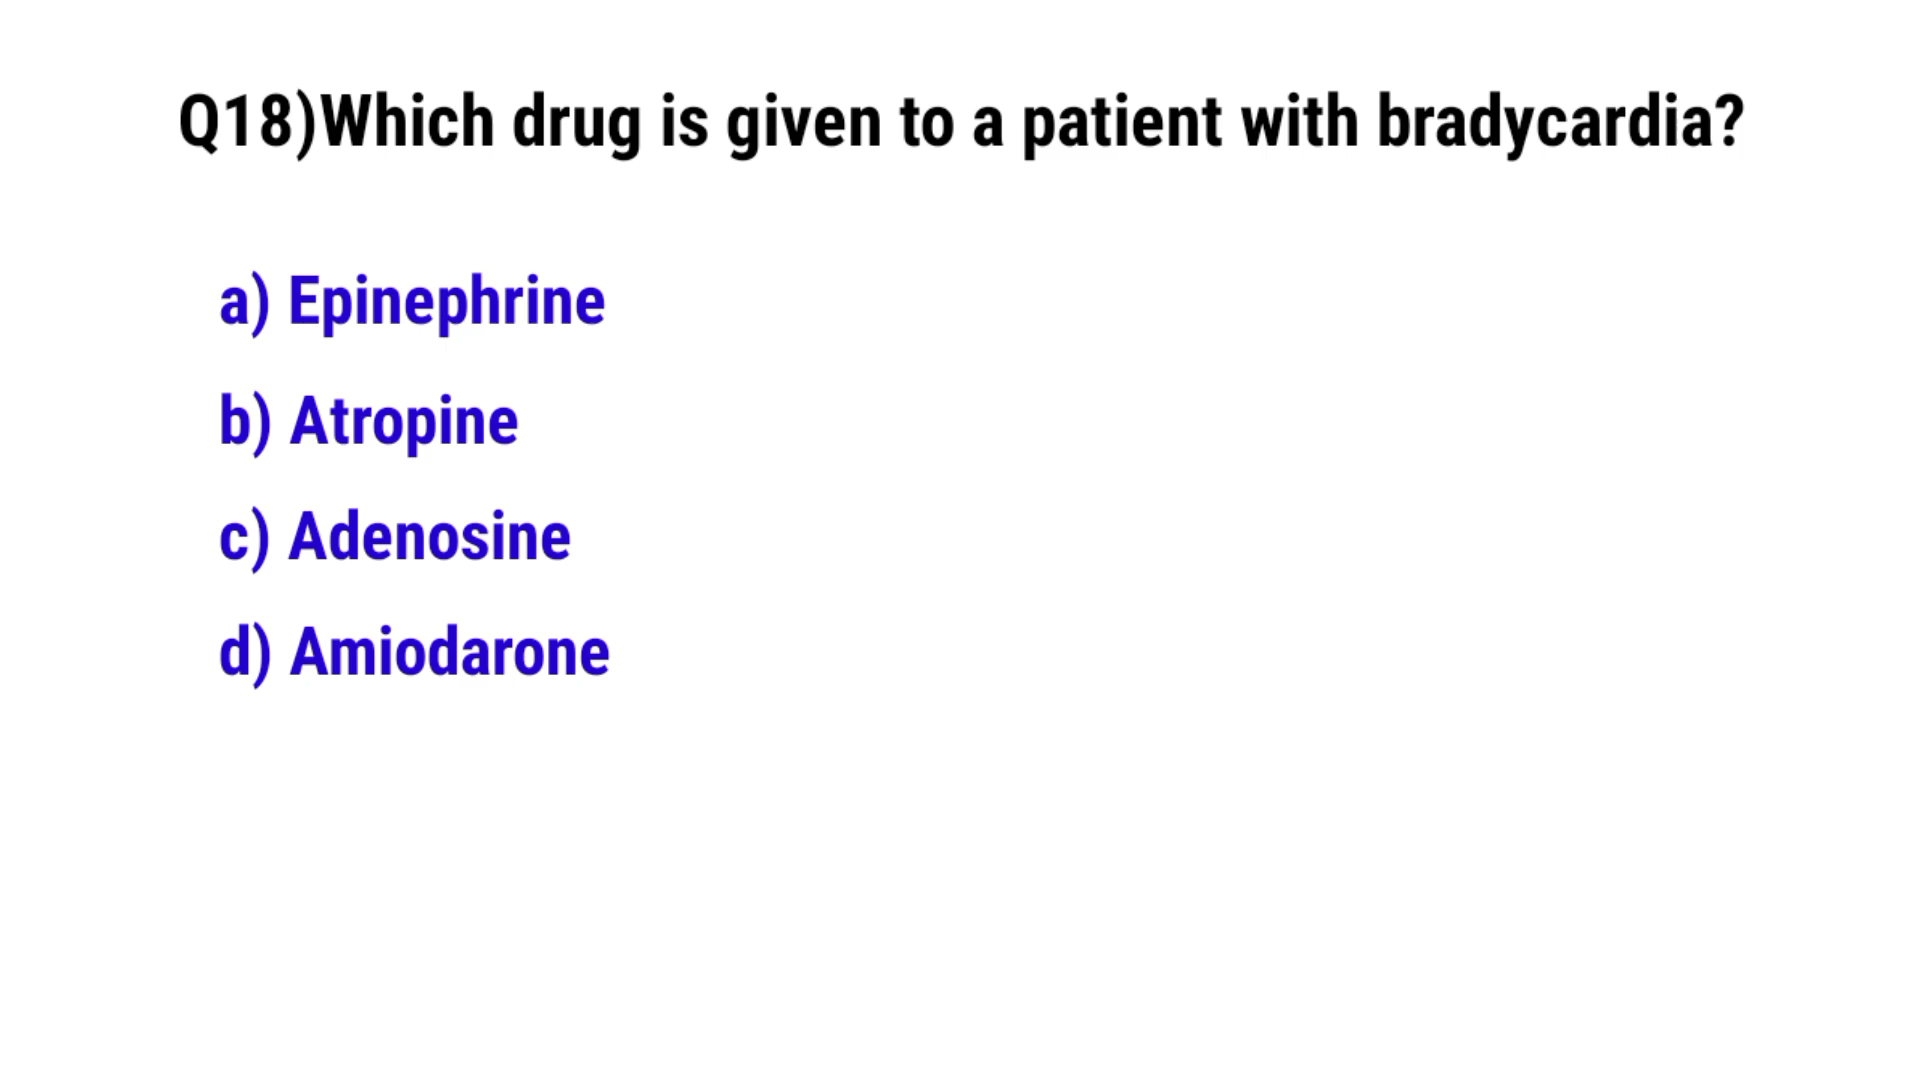 Q18)Which drug is given to a patient with bradycardia?
a) Epinephrine
b) Atropine
c) Adenosine
d) Amiodarone